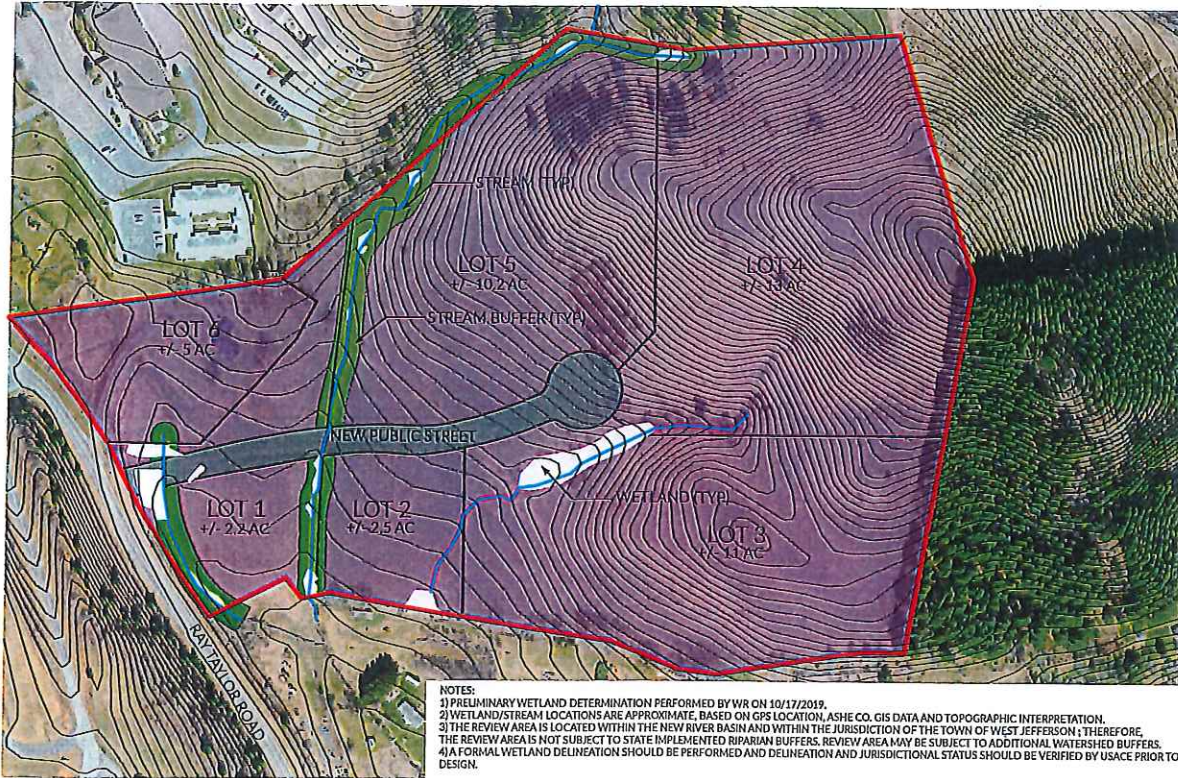 STREAM (TYP)
LOT 5
+/- 10.2 AC
LOT 4
+/- 13 AC
STREAM BUFFER (TYP)
LOT 6
+/- 5 AC
NEW PUBLIC STREET
WETLAND (TYP)
LOT 1
+/- 2.2 AC
LOT 2
+/- 2.5 AC
LOT 3
+/- 11 AC
RAY TAYLOR ROAD
NOTES:
1) PRELIMINARY WETLAND DETERMINATION PERFORMED BY WR ON 10/17/2019.
2) WETLAND/STREAM LOCATIONS ARE APPROXIMATE, BASED ON GPS LOCATION, ASHE CO. GIS DATA AND TOPOGRAPHIC INTERPRETATION.
3) THE REVIEW AREA IS LOCATED WITHIN THE NEW RIVER BASIN AND WITHIN THE JURISDICTION OF THE TOWN OF WEST JEFFERSON ; THEREFORE,
THE REVIEW AREA IS NOT SUBJECT TO STATE IMPLEMENTED RIPARIAN BUFFERS. REVIEW AREA MAY BE SUBJECT TO ADDITIONAL WATERSHED BUFFERS.
4) A FORMAL WETLAND DELINEATION SHOULD BE PERFORMED AND DELINEATION AND JURISDICTIONAL STATUS SHOULD BE VERIFIED BY USACE PRIOR TO
DESIGN.